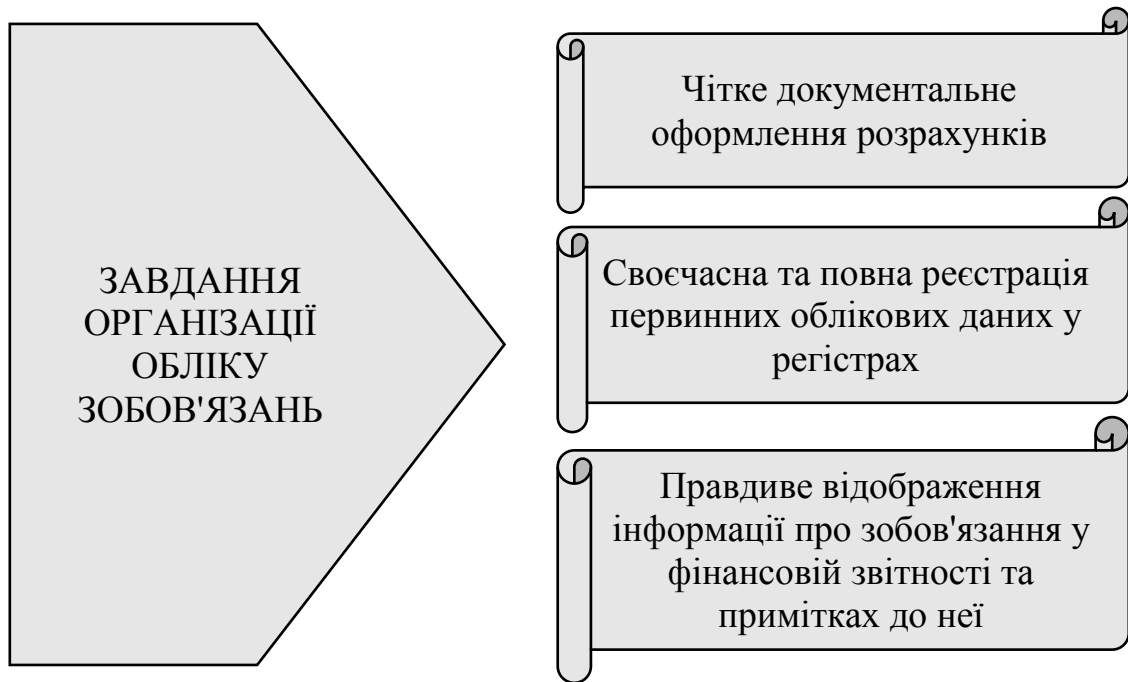 ЗАВДАННЯ
ОРГАНІЗАЦІЇ
ОБЛІКУ
ЗОБОВ'ЯЗАНЬ
Чітке документальне
оформлення розрахунків
Своєчасна та повна реєстрація
первинних облікових даних у
регістрах
Правдиве відображення
інформації про зобов'язання у
фінансовій звітності та
примітках до неї